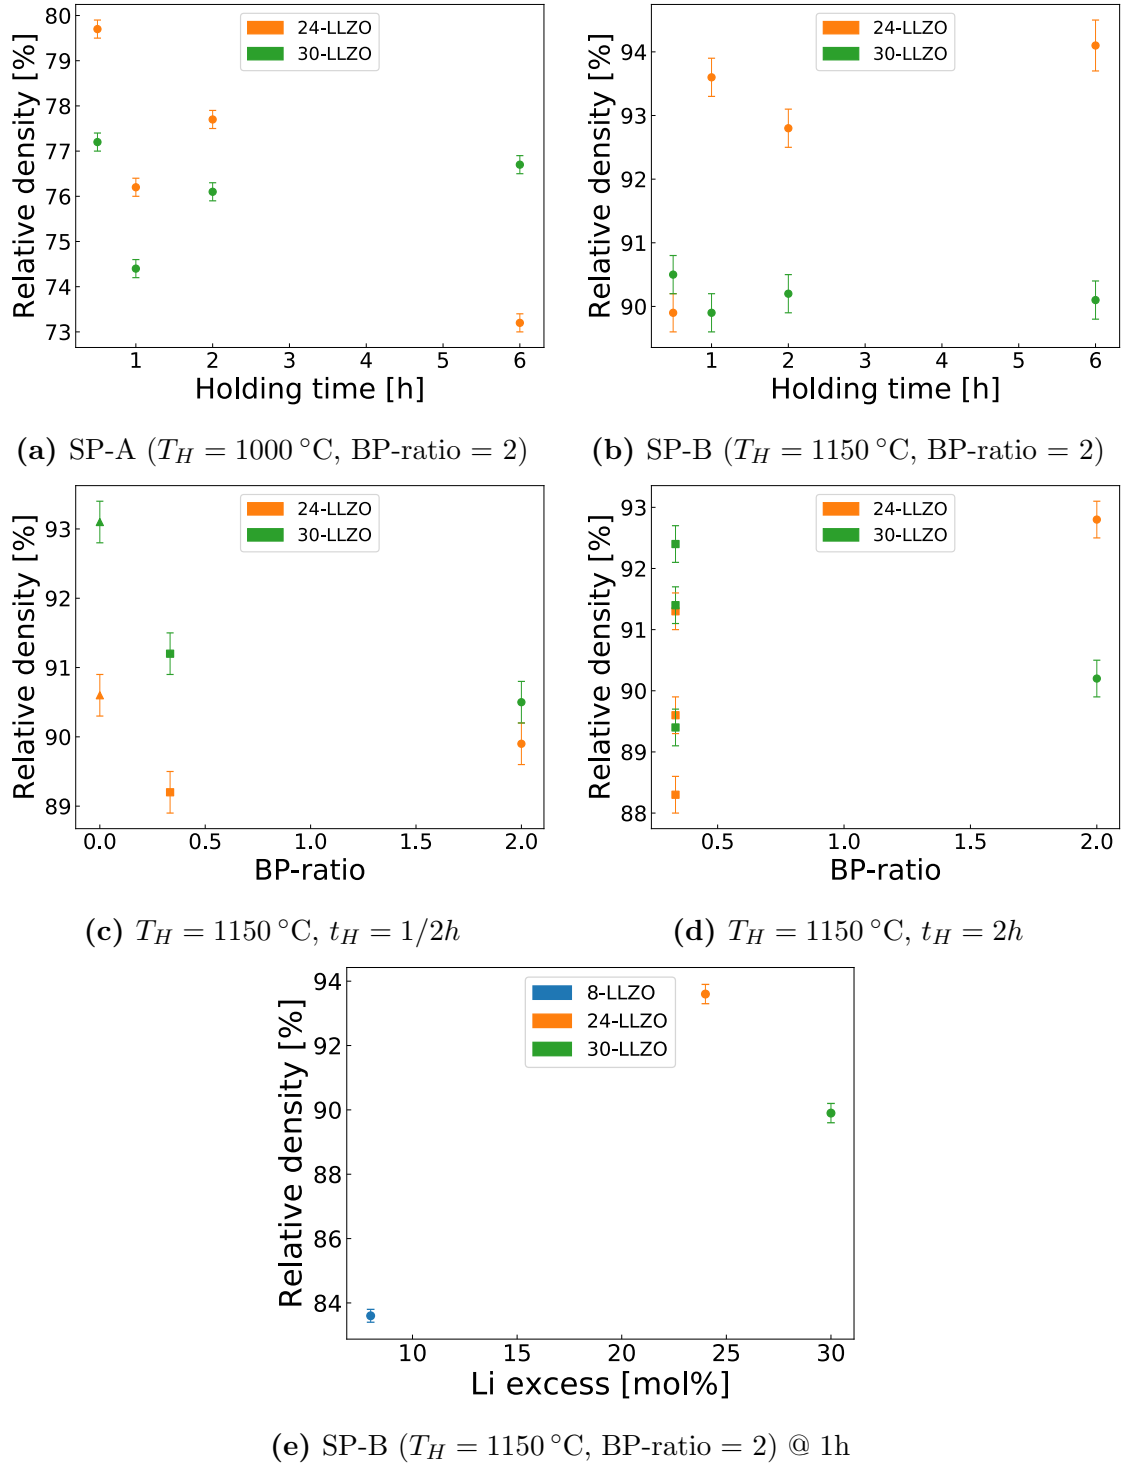 80
79
78
77
76
75
74
73
Relative density [%]
24-LLZO
30-LLZO
1 2 3 4 5 6
Holding time [h]
(a) SP-A (T_H = 1000 °C, BP-ratio = 2)
94
93
92
91
90
Relative density [%]
24-LLZO
30-LLZO
1 2 3 4 5 6
Holding time [h]
(b) SP-B (T_H = 1150 °C, BP-ratio = 2)
93
92
91
90
89
Relative density [%]
24-LLZO
30-LLZO
0.0 0.5 1.0 1.5 2.0
BP-ratio
(c) T_H = 1150 °C, t_H = 1/2h
93
92
91
90
89
88
Relative density [%]
24-LLZO
30-LLZO
0.5 1.0 1.5 2.0
BP-ratio
(d) T_H = 1150 °C, t_H = 2h
94
92
90
88
86
84
Relative density [%]
8-LLZO
24-LLZO
30-LLZO
10 15 20 25 30
Li excess [mol%]
(e) SP-B (T_H = 1150 °C, BP-ratio = 2) @ 1h